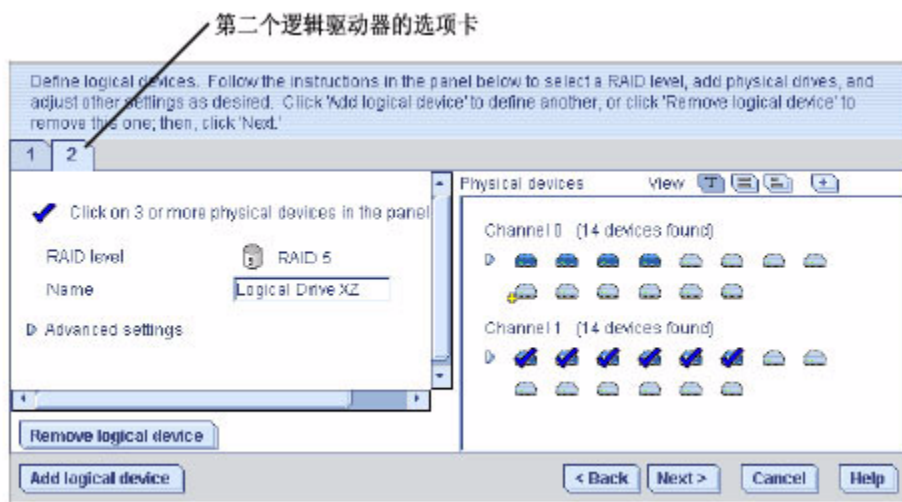 第二个逻辑驱动器的选项卡
Define logical devices. Follow the instructions in the panel below to select a RAID level, add physical drives, and
adjust other settings as desired. Click 'Add logical device' to define another, or click 'Remove logical device' to
remove this one; then, click 'Next.'
1 2
Physical devices View T
Click on 3 or more physical devices in the panel
RAID level RAID 5
Name Logical Drive XZ
Advanced settings
Channel 0 (14 devices found)
Channel 1 (14 devices found)
Remove logical device
Add logical device < Back Next > Cancel Help